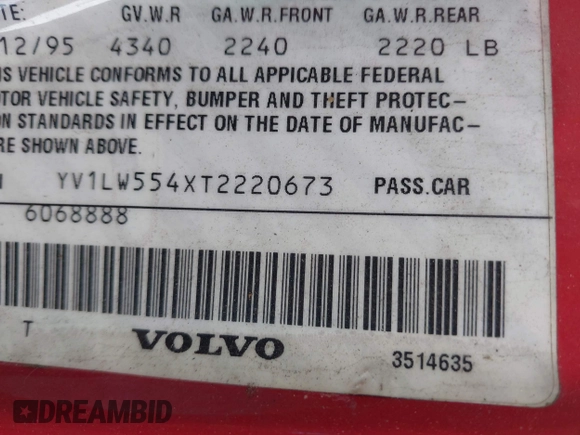 TE: GV.W.R GA.W.R.FRONT GA.W.R.REAR
12/95 4340 2240 2220 LB
IS VEHICLE CONFORMS TO ALL APPICABLE FEDERAL
OTOR VEHICLE SAFETY, BUMPER AND THEFT PROTEC-
ON STANDARDS IN EFFECT ON THE DATE OF MANUFAC-
RE SHOWN ABOVE.
YV1LW554XT2220673 PASS.CAR
6068888
T VOLVO 3514635
DREAMBID